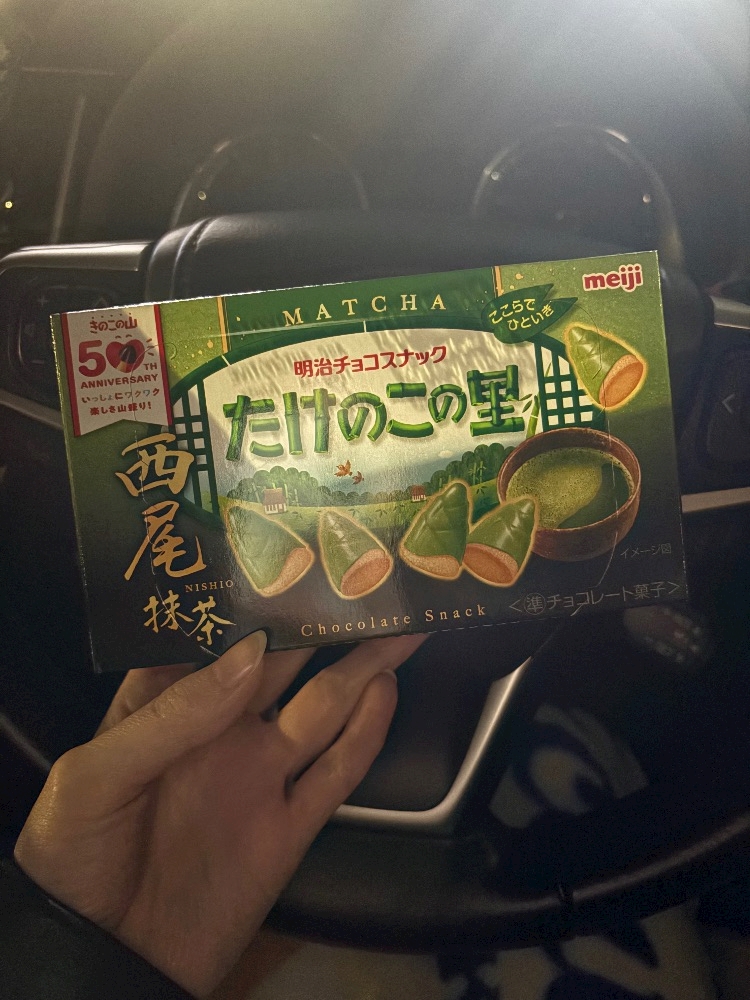 meiji
MATCHA
ここらで
ひといき
きのこの山
50TH
ANNIVERSARY
いっしょにワクワク
楽しさ山盛り!
明治チョコスナック
たけのこの里
西尾
NISHIO
抹茶
イメージ図
Chocolate Snack
<準チョコレート菓子>